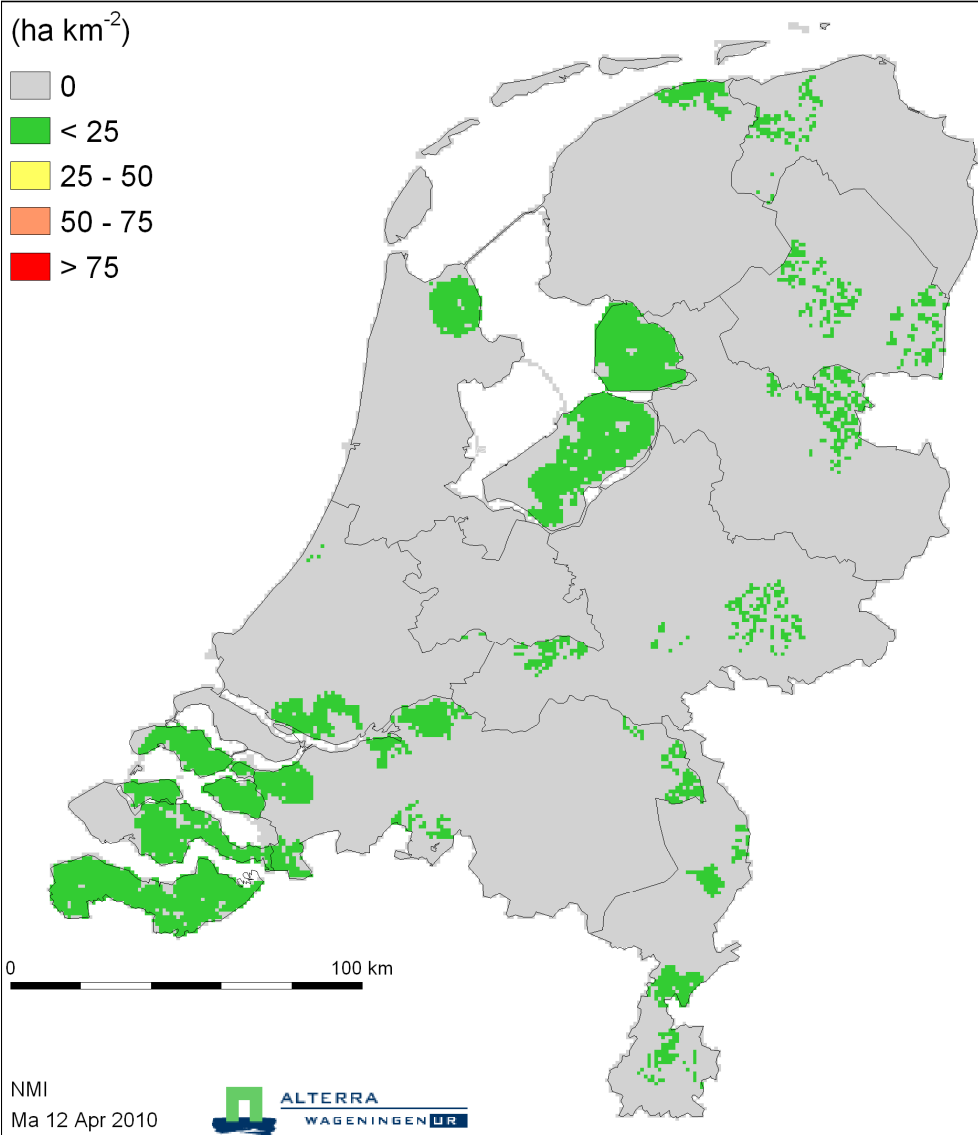 (ha km-2)
0
< 25
25 - 50
50 - 75
> 75
0 100 km
NMI
Ma 12 Apr 2010
ALTERRA
WAGENINGEN UR